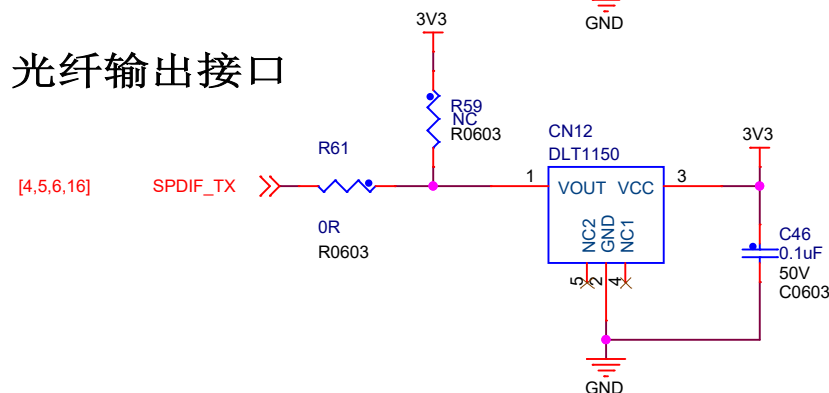 GND
3V3
光纤输出接口
R59
NC
R0603
R61
CN12
DLT1150
3V3
[4,5,6,16]
SPDIF_TX
1
VOUT
VCC
3
0R
R0603
NC2
GND
NC1
C46
0.1uF
50V
C0603
5
2
4
GND